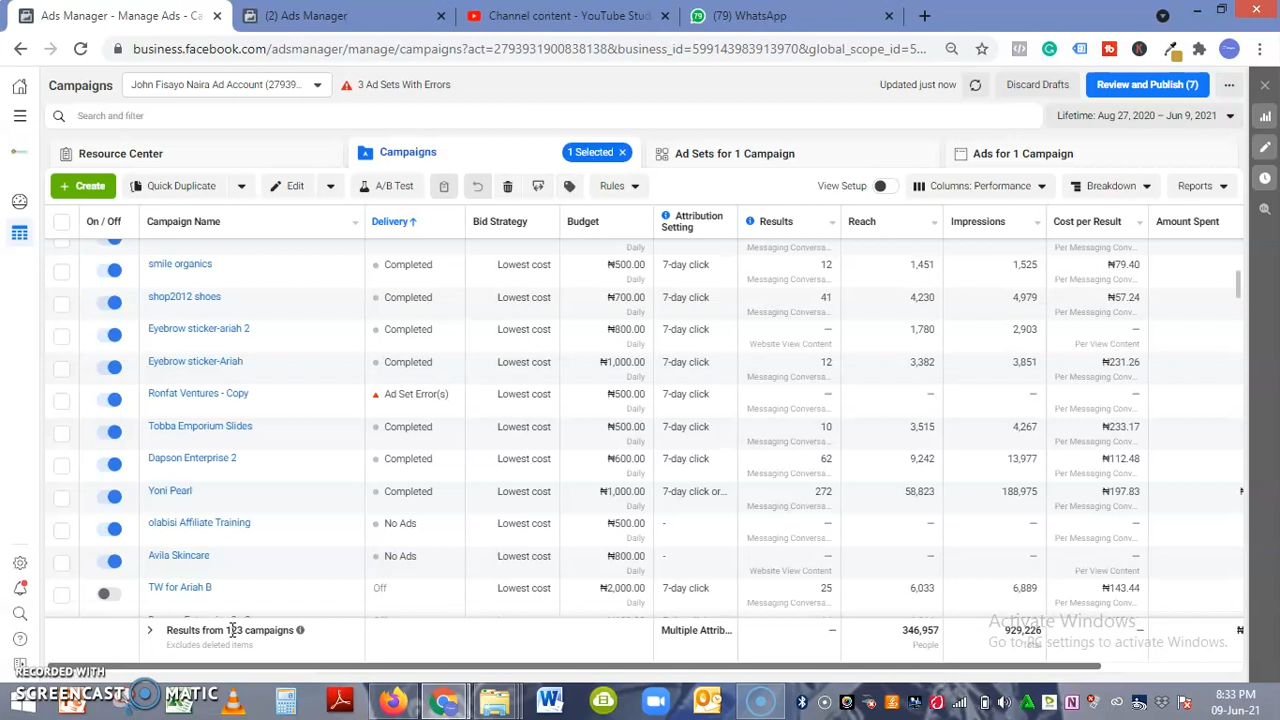 Ads Manager - Manage Ads - Ca
(2) Ads Manager
Channel content - YouTube Stud
(79) WhatsApp
business.facebook.com/adsmanager/manage/campaigns?act=2793931900838138&business_id=599143983913970&global_scope_id=5...
Campaigns
John Fisayo Naira Ad Account (27939...
3 Ad Sets With Errors
Updated just now
Discard Drafts
Review and Publish (7)
Search and filter
Lifetime: Aug 27, 2020 – Jun 9, 2021
Resource Center
Campaigns
1 Selected
Ad Sets for 1 Campaign
Ads for 1 Campaign
+ Create
Quick Duplicate
Edit
A/B Test
Rules
View Setup
Columns: Performance
Breakdown
Reports
On / Off
Campaign Name
Delivery ↑
Bid Strategy
Budget
Attribution
Setting
Results
Reach
Impressions
Cost per Result
Amount Spent
Daily
Messaging Conversa...
Per Messaging Conv...
smile organics
Completed
Lowest cost
₦500.00
7-day click
12
1,451
1,525
₦79.40
Daily
Messaging Conversa...
Per Messaging Conv...
shop2012 shoes
Completed
Lowest cost
₦700.00
7-day click
41
4,230
4,979
₦57.24
Daily
Messaging Conversa...
Per Messaging Conv...
Eyebrow sticker-ariah 2
Completed
Lowest cost
₦800.00
7-day click
—
1,780
2,903
—
Daily
Website View Content
Per View Content
Eyebrow sticker-Ariah
Completed
Lowest cost
₦1,000.00
7-day click
12
3,382
3,851
₦231.26
Daily
Messaging Conversa...
Per Messaging Conv...
Ronfat Ventures - Copy
Ad Set Error(s)
Lowest cost
₦500.00
7-day click
—
—
—
—
Daily
Messaging Conversa...
Per Messaging Conv...
Tobba Emporium Slides
Completed
Lowest cost
₦500.00
7-day click
10
3,515
4,267
₦233.17
Daily
Messaging Conversa...
Per Messaging Conv...
Dapson Enterprise 2
Completed
Lowest cost
₦600.00
7-day click
62
9,242
13,977
₦112.48
Daily
Messaging Conversa...
Per Messaging Conv...
Yoni Pearl
Completed
Lowest cost
₦1,000.00
7-day click or...
272
58,823
188,975
₦197.83
Daily
Messaging Conversa...
Per Messaging Conv...
olabisi Affiliate Training
No Ads
Lowest cost
₦500.00
-
—
—
—
—
Daily
Messaging Conversa...
Per Messaging Conv...
Avila Skincare
No Ads
Lowest cost
₦800.00
-
—
—
—
—
Daily
Website View Content
Per View Content
TW for Ariah B
Off
Lowest cost
₦2,000.00
7-day click
25
6,033
6,889
₦143.44
Daily
Messaging Conversa...
Per Messaging Conv...
Results from campaigns
Excludes deleted items
Multiple Attrib...
—
346,957
People
929,226
Total
—
Activate Windows
Go to PC settings to activate Windows.
RECORDED WITH
SCREENCAST MATIC
8:33 PM
09-Jun-21